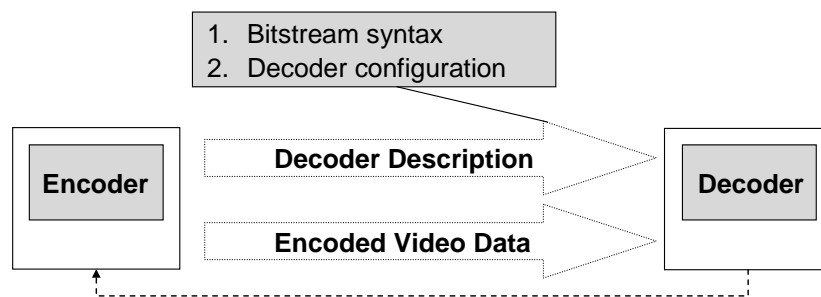 1. Bitstream syntax
2. Decoder configuration
Decoder Description
Encoder
Decoder
Encoded Video Data